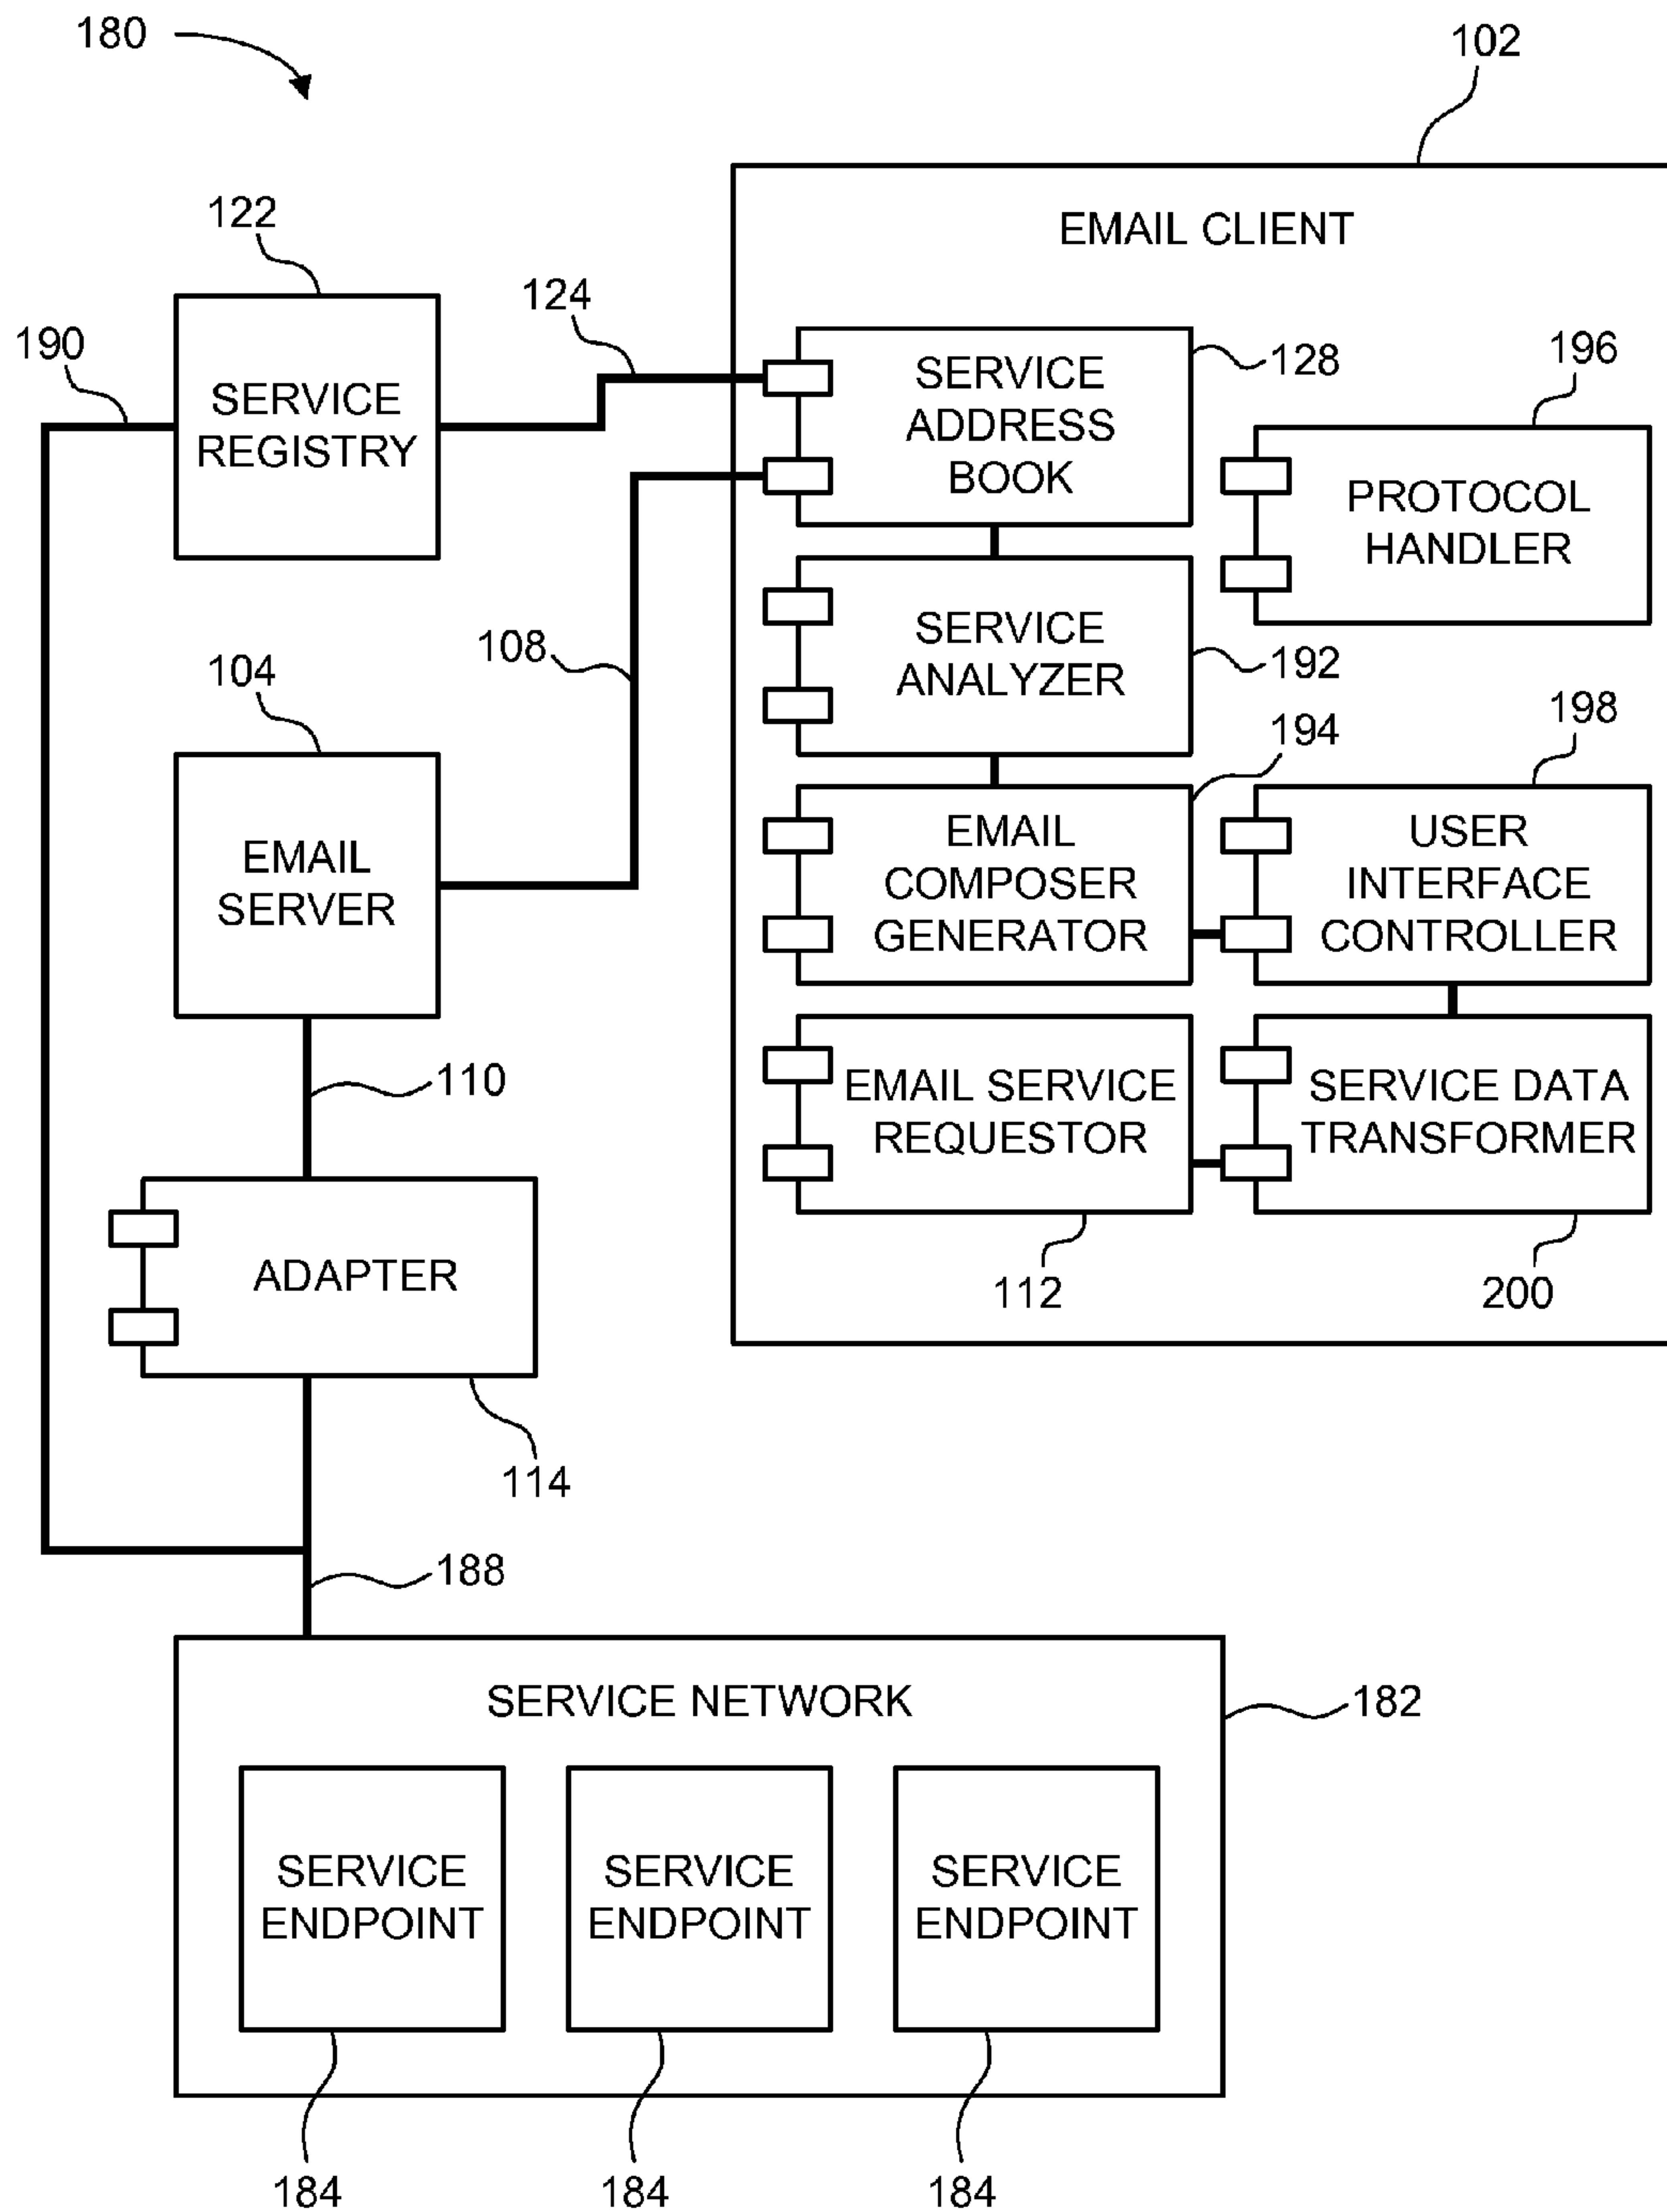 180
102
122
EMAIL CLIENT
124
190
SERVICE
REGISTRY
SERVICE
ADDRESS
BOOK
128
196
PROTOCOL
HANDLER
108
SERVICE
ANALYZER
192
104
194
198
EMAIL
SERVER
EMAIL
COMPOSER
GENERATOR
USER
INTERFACE
CONTROLLER
110
EMAIL SERVICE
REQUESTOR
SERVICE DATA
TRANSFORMER
ADAPTER
112
200
114
188
SERVICE NETWORK
182
SERVICE
ENDPOINT
SERVICE
ENDPOINT
SERVICE
ENDPOINT
184
184
184